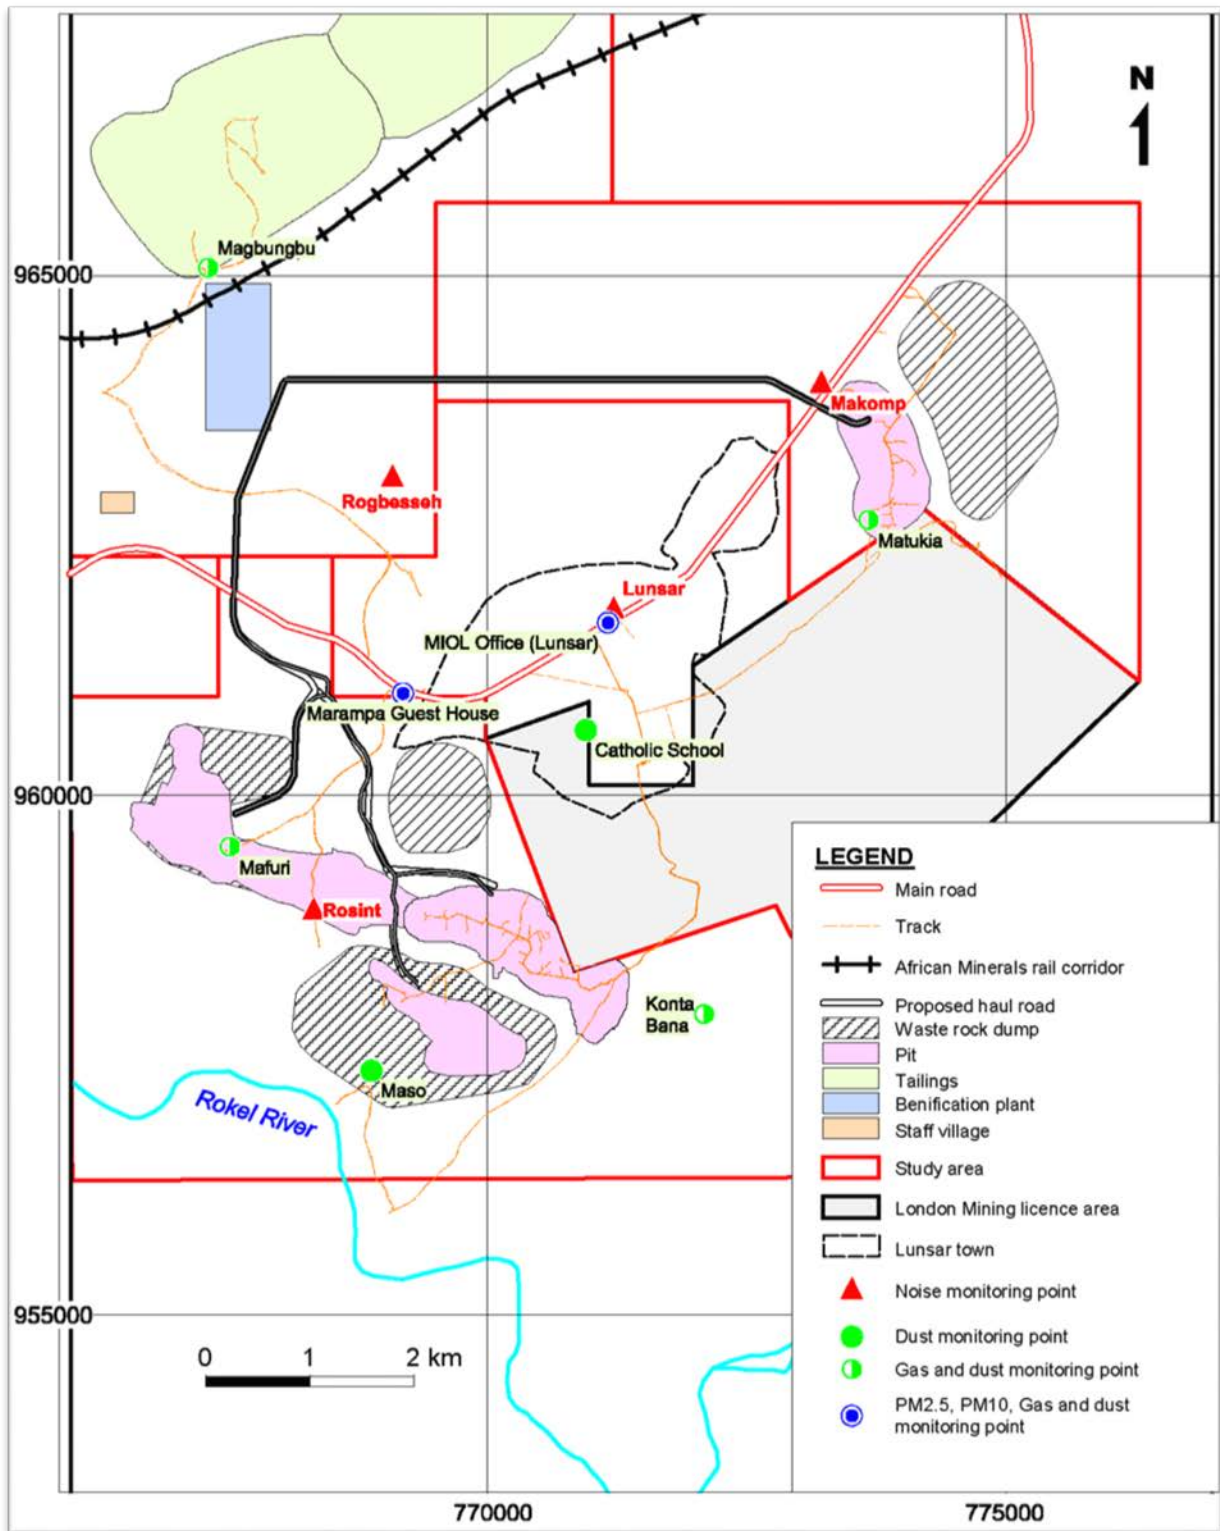 N
Magbungbu
965000
Makomp
Rogbesseh
Matukia
Lunsar
MIOL Office (Lunsar)
Marampa Guest House
Catholic School
960000
Mafuri
Rosint
Konta
Bana
Maso
Rokel River
955000
0 1 2 km
770000
775000
LEGEND
Main road
Track
African Minerals rail corridor
Proposed haul road
Waste rock dump
Pit
Tailings
Benification plant
Staff village
Study area
London Mining licence area
Lunsar town
Noise monitoring point
Dust monitoring point
Gas and dust monitoring point
PM2.5, PM10, Gas and dust
monitoring point